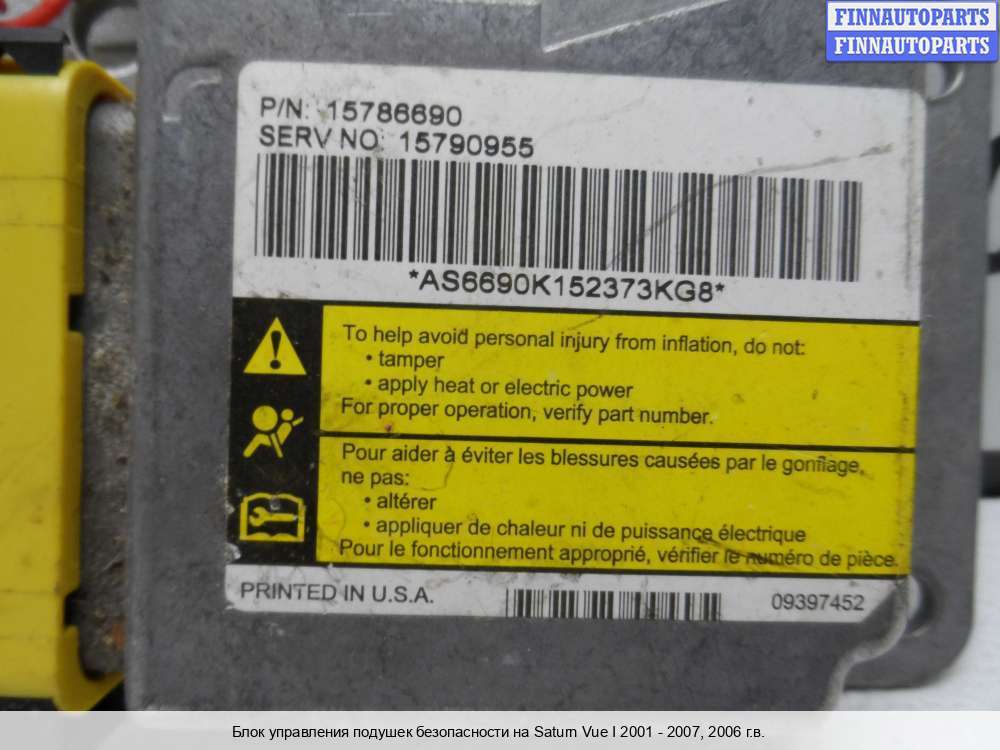 FINNAUTOPARTS
FINNAUTOPARTS
P/N: 15786690
SERV NO: 15790955
*AS6690K152373KG8*
To help avoid personal injury from inflation, do not:
• tamper
• apply heat or electric power
For proper operation, verify part number.
Pour aider à éviter les blessures causées par le gonflage,
ne pas:
• altérer
• appliquer de chaleur ni de puissance électrique
Pour le fonctionnement approprié, vérifier le numéro de pièce.
PRINTED IN U.S.A.
09397452
Блок управления подушек безопасности на Saturn Vue I 2001 - 2007, 2006 г.в.